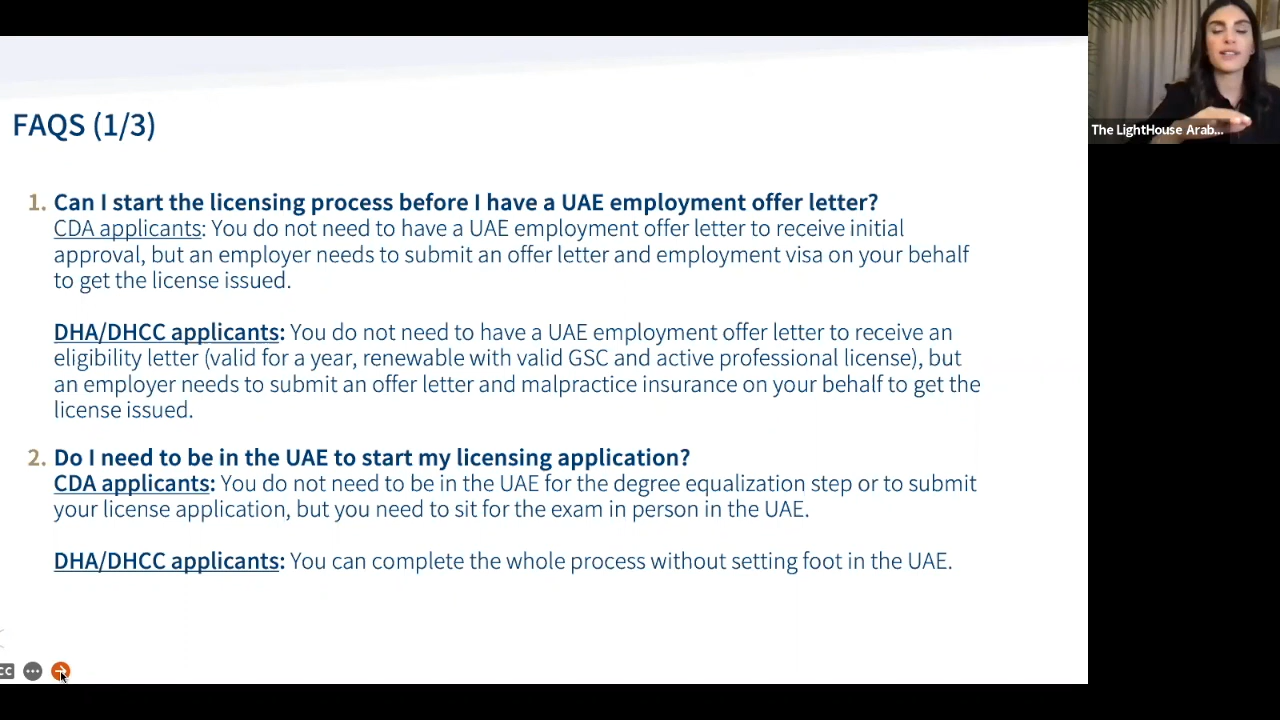 FAQS (1/3)
1. Can I start the licensing process before I have a UAE employment offer letter?
CDA applicants: You do not need to have a UAE employment offer letter to receive initial
approval, but an employer needs to submit an offer letter and employment visa on your behalf
to get the license issued.
DHA/DHCC applicants: You do not need to have a UAE employment offer letter to receive an
eligibility letter (valid for a year, renewable with valid GSC and active professional license), but
an employer needs to submit an offer letter and malpractice insurance on your behalf to get the
license issued.
2. Do I need to be in the UAE to start my licensing application?
CDA applicants: You do not need to be in the UAE for the degree equalization step or to submit
your license application, but you need to sit for the exam in person in the UAE.
DHA/DHCC applicants: You can complete the whole process without setting foot in the UAE.
CC
The LightHouse Arab...